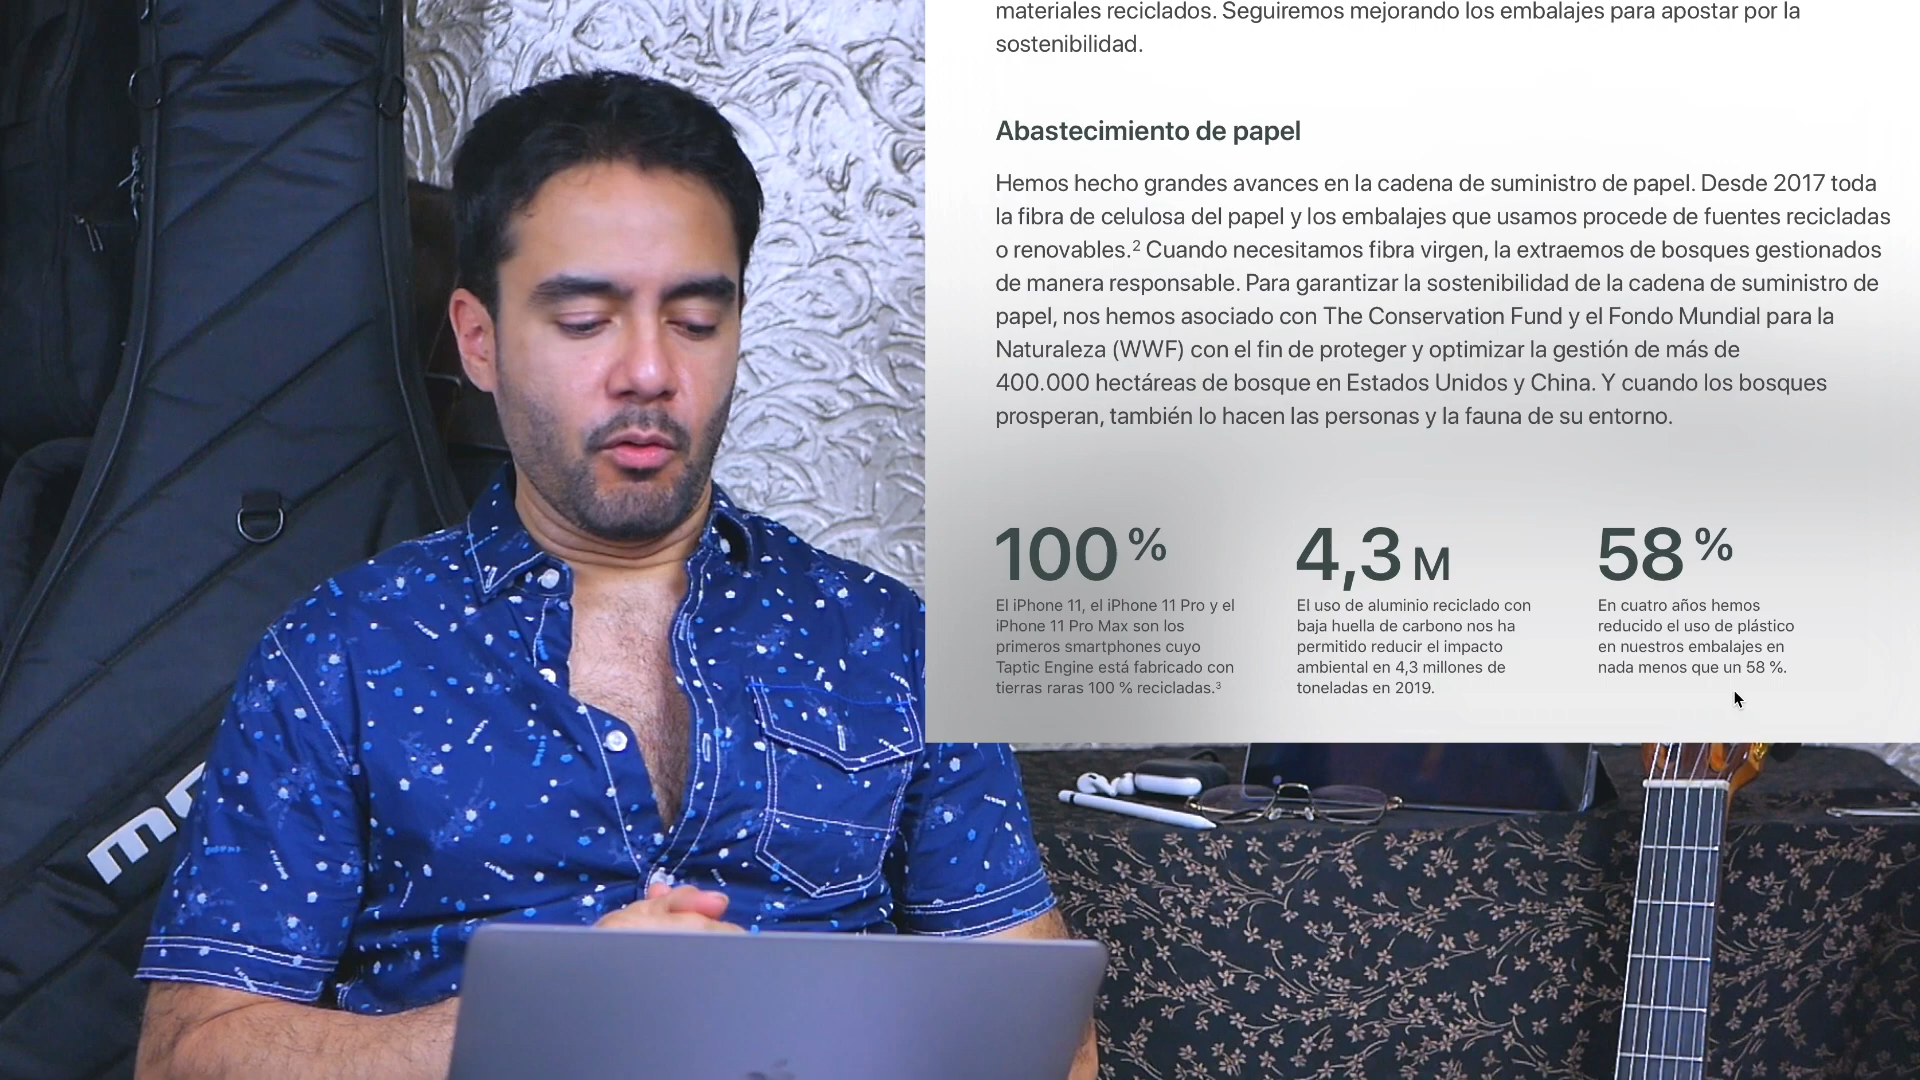 materiales reciclados. Seguiremos mejorando los embalajes para apostar por la
sostenibilidad.
Abastecimiento de papel
Hemos hecho grandes avances en la cadena de suministro de papel. Desde 2017 toda
la fibra de celulosa del papel y los embalajes que usamos procede de fuentes recicladas
o renovables.² Cuando necesitamos fibra virgen, la extraemos de bosques gestionados
de manera responsable. Para garantizar la sostenibilidad de la cadena de suministro de
papel, nos hemos asociado con The Conservation Fund y el Fondo Mundial para la
Naturaleza (WWF) con el fin de proteger y optimizar la gestión de más de
400.000 hectáreas de bosque en Estados Unidos y China. Y cuando los bosques
prosperan, también lo hacen las personas y la fauna de su entorno.
100 %
El iPhone 11, el iPhone 11 Pro y el
iPhone 11 Pro Max son los
primeros smartphones cuyo
Taptic Engine está fabricado con
tierras raras 100 % recicladas.³
4,3 M
El uso de aluminio reciclado con
baja huella de carbono nos ha
permitido reducir el impacto
ambiental en 4,3 millones de
toneladas en 2019.
58 %
En cuatro años hemos
reducido el uso de plástico
en nuestros embalajes en
nada menos que un 58 %.